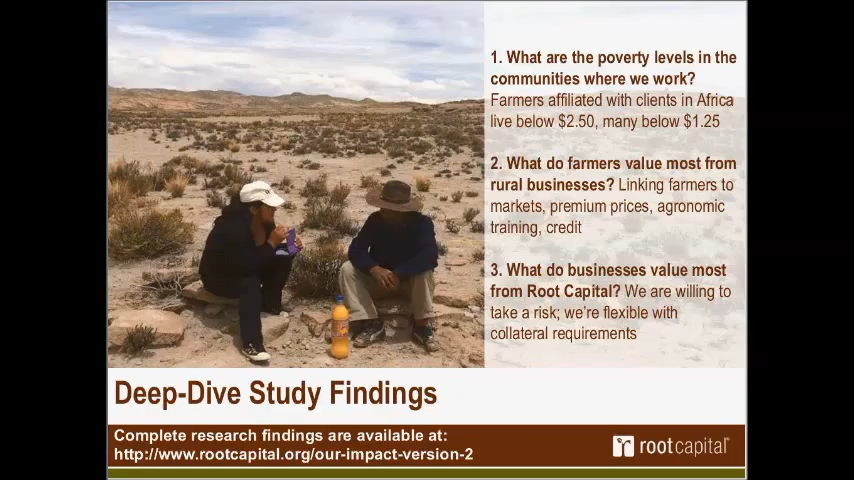 1. What are the poverty levels in the
communities where we work?
Farmers affiliated with clients in Africa
live below $2.50, many below $1.25
2. What do farmers value most from
rural businesses? Linking farmers to
markets, premium prices, agronomic
training, credit
3. What do businesses value most
from Root Capital? We are willing to
take a risk; we're flexible with
collateral requirements
Deep-Dive Study Findings
Complete research findings are available at:
http://www.rootcapital.org/our-impact-version-2
rootcapital